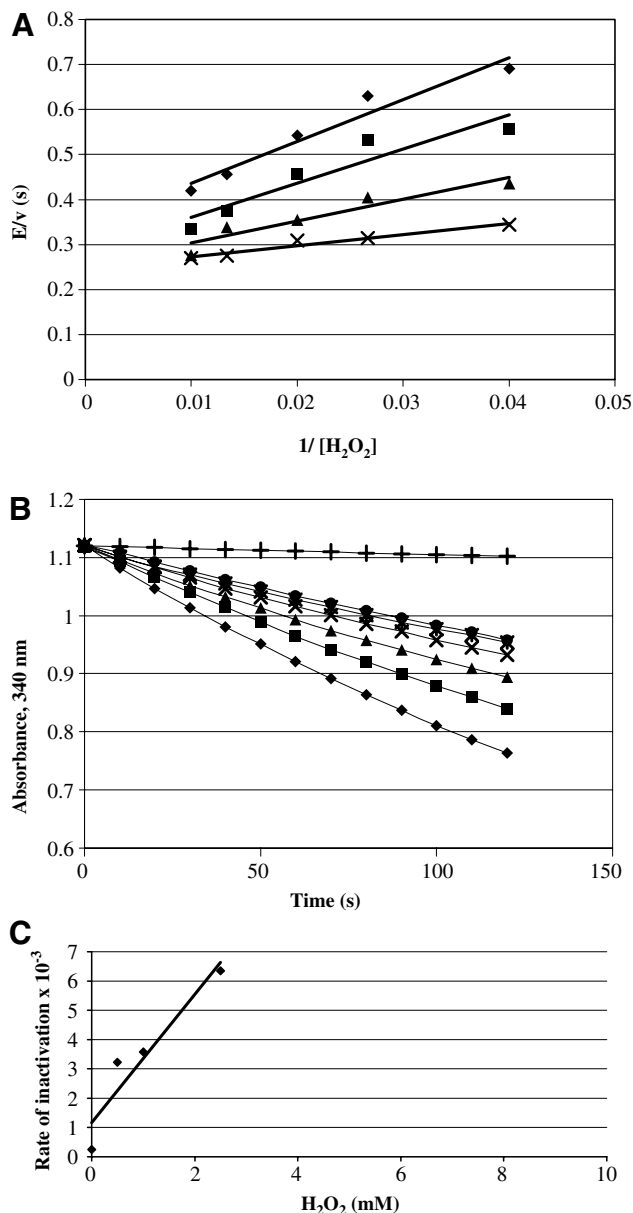 A
0.8
0.7
0.6
0.5
0.4
0.3
0.2
0.1
0
E/v (s)
0 0.01 0.02 0.03 0.04 0.05
1/ [H₂O₂]
B
1.2
1.1
1
0.9
0.8
0.7
0.6
Absorbance, 340 nm
0 50 100 150
Time (s)
C
7
6
5
4
3
2
1
0
Rate of inactivation x 10⁻³
0 2 4 6 8 10
H₂O₂ (mM)